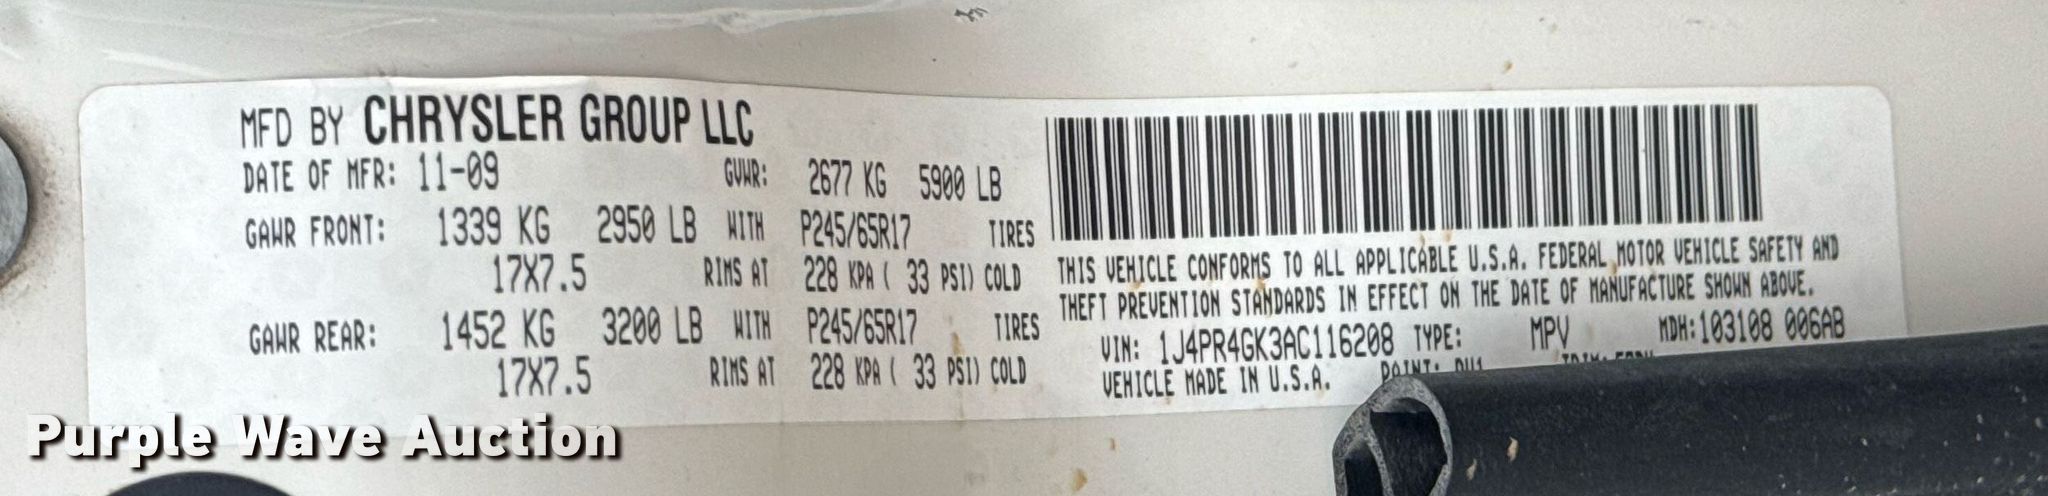 MFD BY CHRYSLER GROUP LLC
DATE OF MFR: 11-09 GVWR: 2677 KG 5900 LB
GAWR FRONT: 1339 KG 2950 LB WITH P245/65R17 TIRES
17X7.5 RIMS AT 228 KPA ( 33 PSI) COLD
GAWR REAR: 1452 KG 3200 LB WITH P245/65R17 TIRES
17X7.5 RIMS AT 228 KPA ( 33 PSI) COLD
THIS VEHICLE CONFORMS TO ALL APPLICABLE U.S.A. FEDERAL MOTOR VEHICLE SAFETY AND
THEFT PREVENTION STANDARDS IN EFFECT ON THE DATE OF MANUFACTURE SHOWN ABOVE.
VIN: 1J4PR4GK3AC116208 TYPE: MPV MDH:103108 006AB
VEHICLE MADE IN U.S.A. PAINT:
Purple Wave Auction